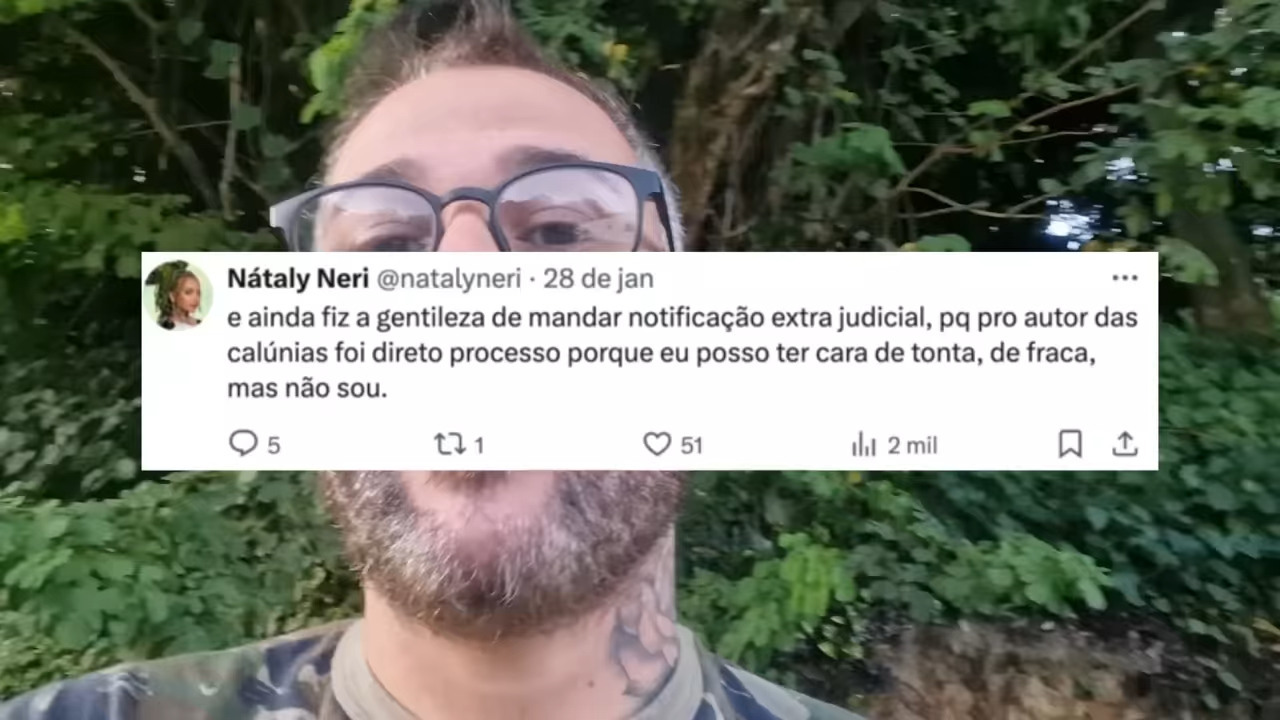 Nátaly Neri @natalyneri · 28 de jan
e ainda fiz a gentileza de mandar notificação extra judicial, pq pro autor das
calúnias foi direto processo porque eu posso ter cara de tonta, de fraca,
mas não sou.
5 1 51 2 mil